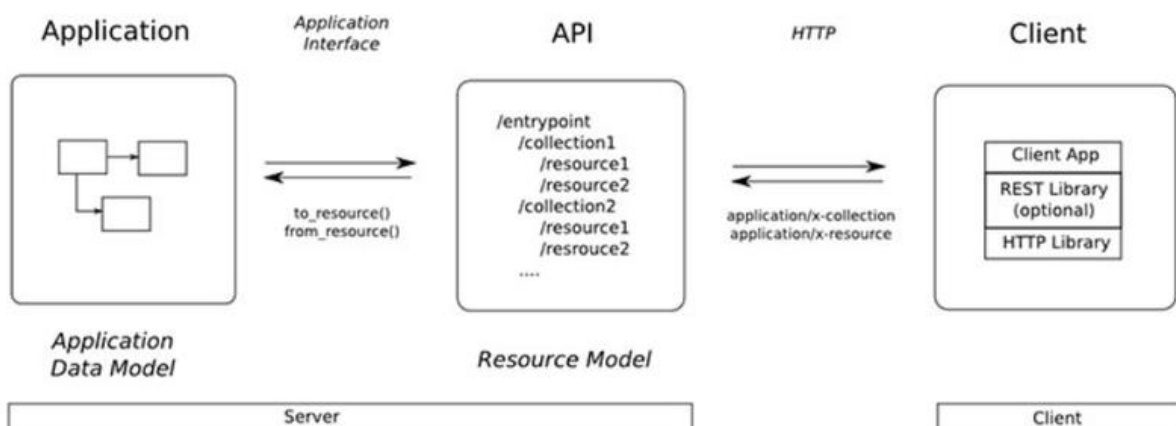 Application
Application
Interface
API
HTTP
Client
/entrypoint
/collection1
/resource1
/resource2
/collection2
/resource1
/resrouce2
....
to_resource()
from_resource()
application/x-collection
application/x-resource
Client App
REST Library
(optional)
HTTP Library
Application
Data Model
Resource Model
Server
Client